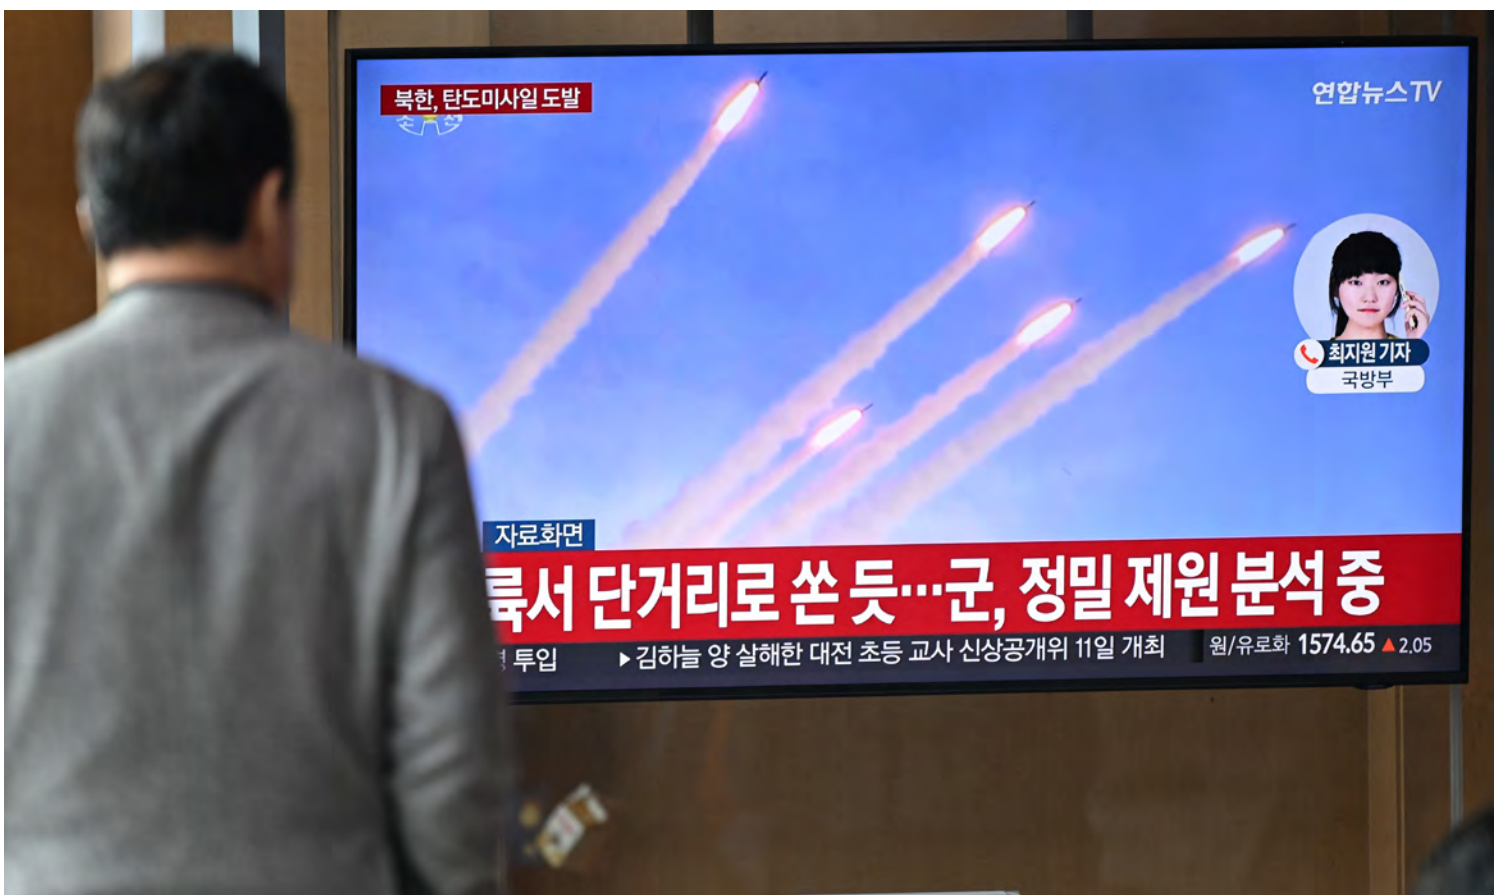 북한, 탄도미사일 도발
연합뉴스TV
최지원 기자
국방부
자료화면
륙서 단거리로 쏜 듯…군, 정밀 제원 분석 중
투입 ▶김하늘 양 살해한 대전 초등 교사 신상공개위 11일 개최 원/유로화 1574.65 ▲2.05